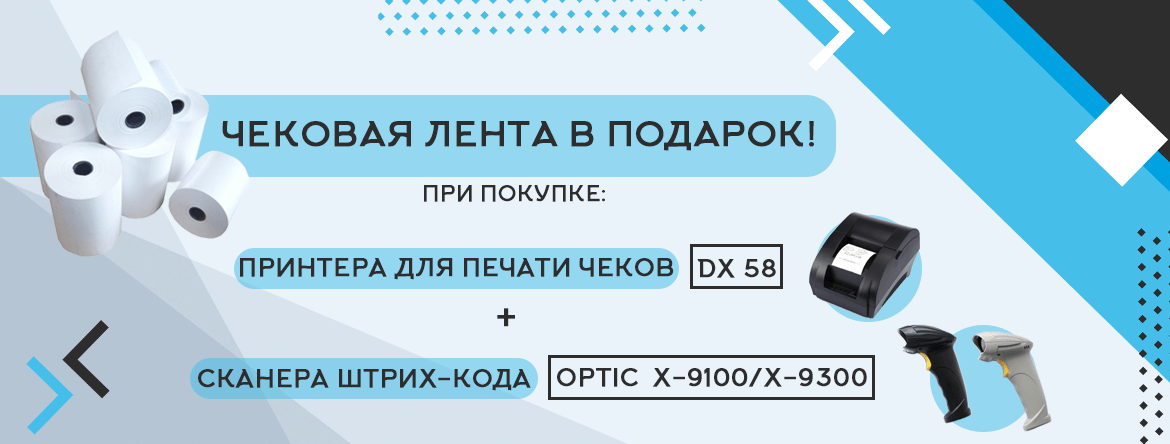 ЧЕКОВАЯ ЛЕНТА В ПОДАРОК!
ПРИ ПОКУПКЕ:
ПРИНТЕРА ДЛЯ ПЕЧАТИ ЧЕКОВ DX 58
+
СКАНЕРА ШТРИХ-КОДА OPTIC X-9100/X-9300